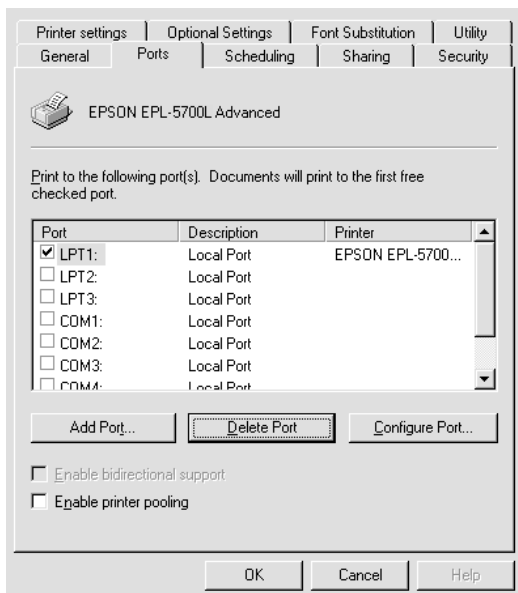 Printer settings Optional Settings Font Substitution Utility
General Ports Scheduling Sharing Security
EPSON EPL-5700L Advanced
Print to the following port(s). Documents will print to the first free
checked port.
Port Description Printer
LPT1: Local Port EPSON EPL-5700...
LPT2: Local Port
LPT3: Local Port
COM1: Local Port
COM2: Local Port
COM3: Local Port
COM4: Local Port
Add Port... Delete Port Configure Port...
Enable bidirectional support
Enable printer pooling
OK Cancel Help